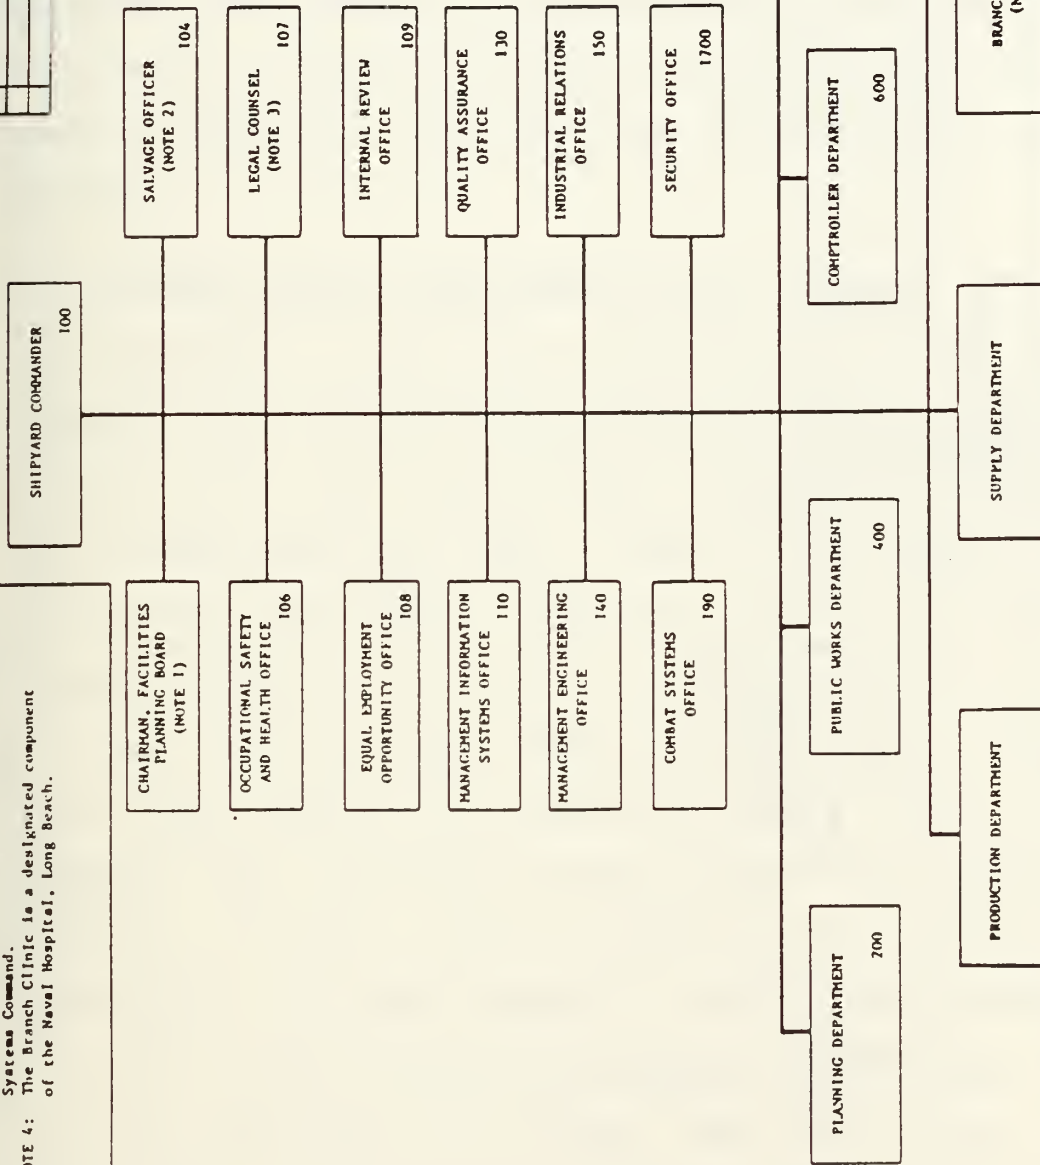 Systems Command.
4: The Branch Clinic is a designated component
of the Naval Hospital, Long Beach.
SHIPYARD COMMANDER
100
CHAIRMAN, FACILITIES
PLANNING BOARD
(NOTE 1)
SALVAGE OFFICER
104
(NOTE 2)
OCCUPATIONAL SAFETY
AND HEALTH OFFICE
106
LEGAL COUNSEL
107
(NOTE 3)
EQUAL EMPLOYMENT
OPPORTUNITY OFFICE
108
INTERNAL REVIEW
OFFICE
109
MANAGEMENT INFORMATION
SYSTEMS OFFICE
110
QUALITY ASSURANCE
OFFICE
130
MANAGEMENT ENGINEERING
OFFICE
140
INDUSTRIAL RELATIONS
OFFICE
150
COMBAT SYSTEMS
OFFICE
190
SECURITY OFFICE
1700
PLANNING DEPARTMENT
200
PUBLIC WORKS DEPARTMENT
400
COMPTROLLER DEPARTMENT
600
PRODUCTION DEPARTMENT
SUPPLY DEPARTMENT